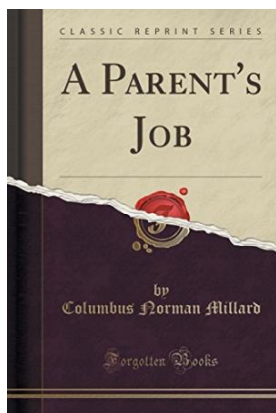 CLASSIC REPRINT SERIES
A PARENT'S
JOB
by
Columbus Norman Millard
Forgotten Books